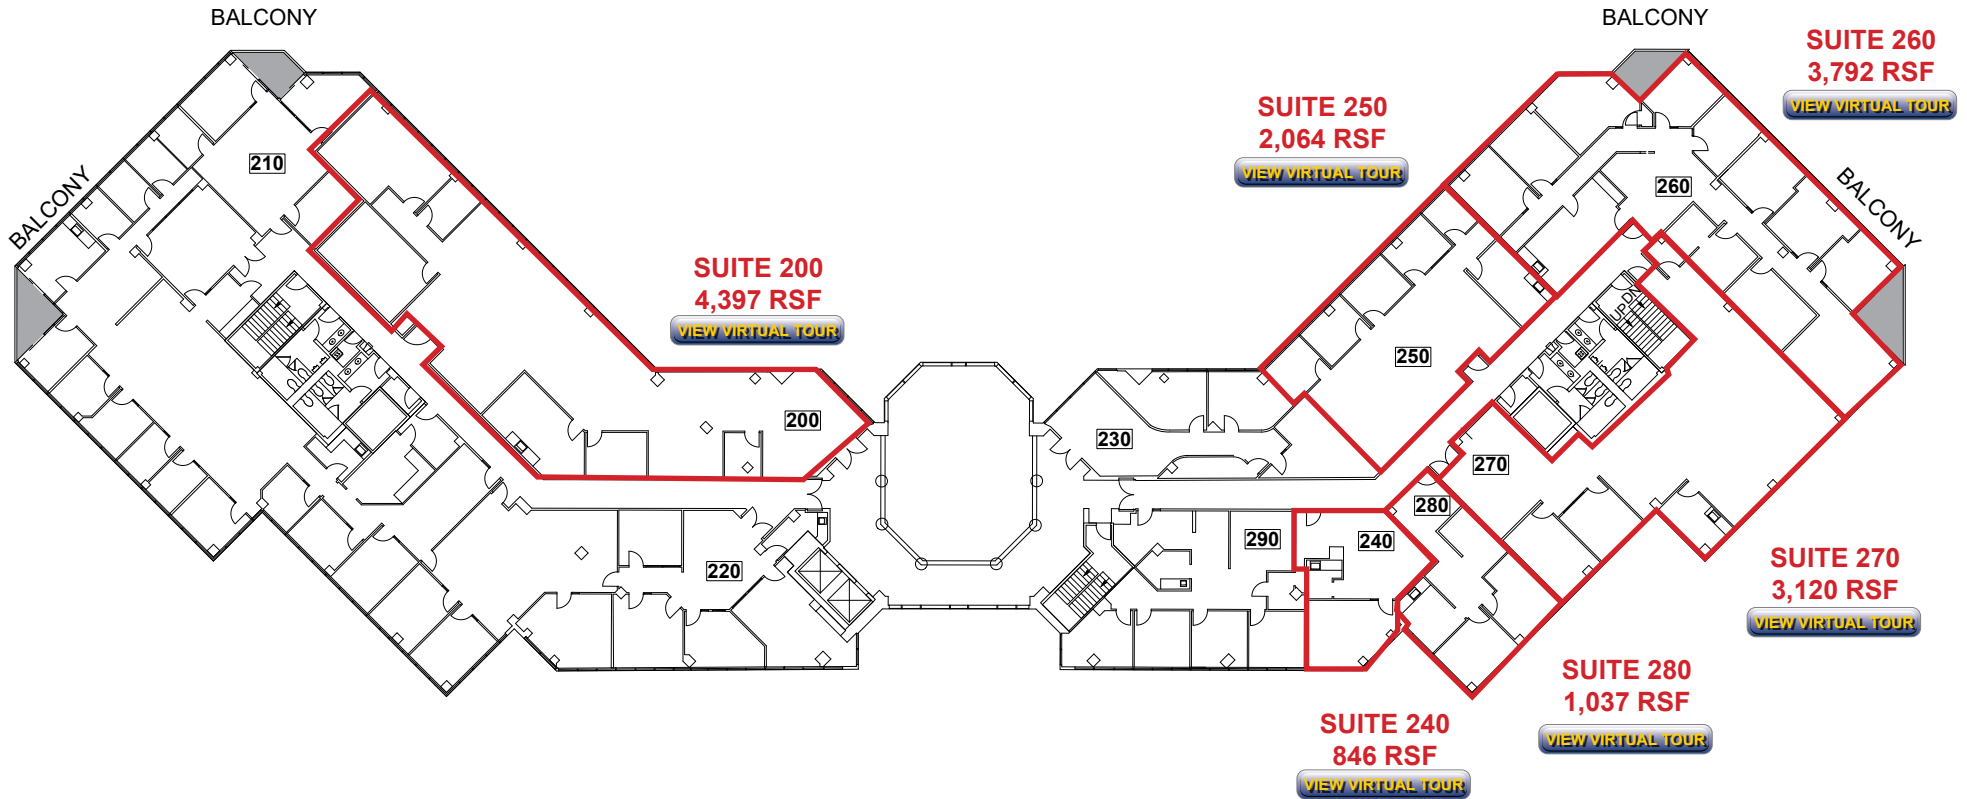 BALCONY
BALCONY
SUITE 260
3,792 RSF
VIEW VIRTUAL TOUR
SUITE 250
2,064 RSF
VIEW VIRTUAL TOUR
210
260
BALCONY
BALCONY
SUITE 200
4,397 RSF
VIEW VIRTUAL TOUR
UP
DN
250
200
230
270
280
290
240
220
SUITE 270
3,120 RSF
VIEW VIRTUAL TOUR
SUITE 280
1,037 RSF
VIEW VIRTUAL TOUR
SUITE 240
846 RSF
VIEW VIRTUAL TOUR